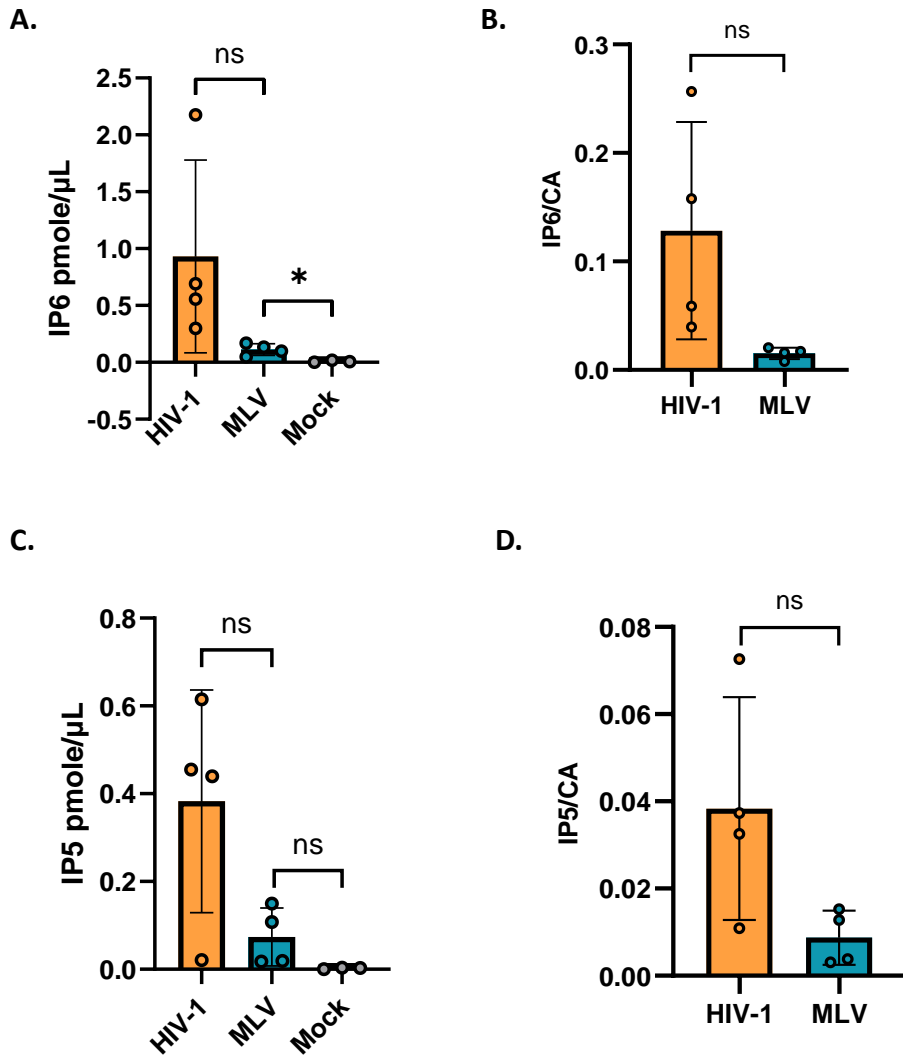 A.
ns
*
IP6 pmole/µL
2.5
2.0
1.5
1.0
0.5
0.0
-0.5
HIV-1
MLV
Mock
B.
ns
IP6/CA
0.3
0.2
0.1
0.0
HIV-1
MLV
C.
ns
ns
IP5 pmole/µL
0.8
0.6
0.4
0.2
0.0
HIV-1
MLV
Mock
D.
ns
IP5/CA
0.08
0.06
0.04
0.02
0.00
HIV-1
MLV